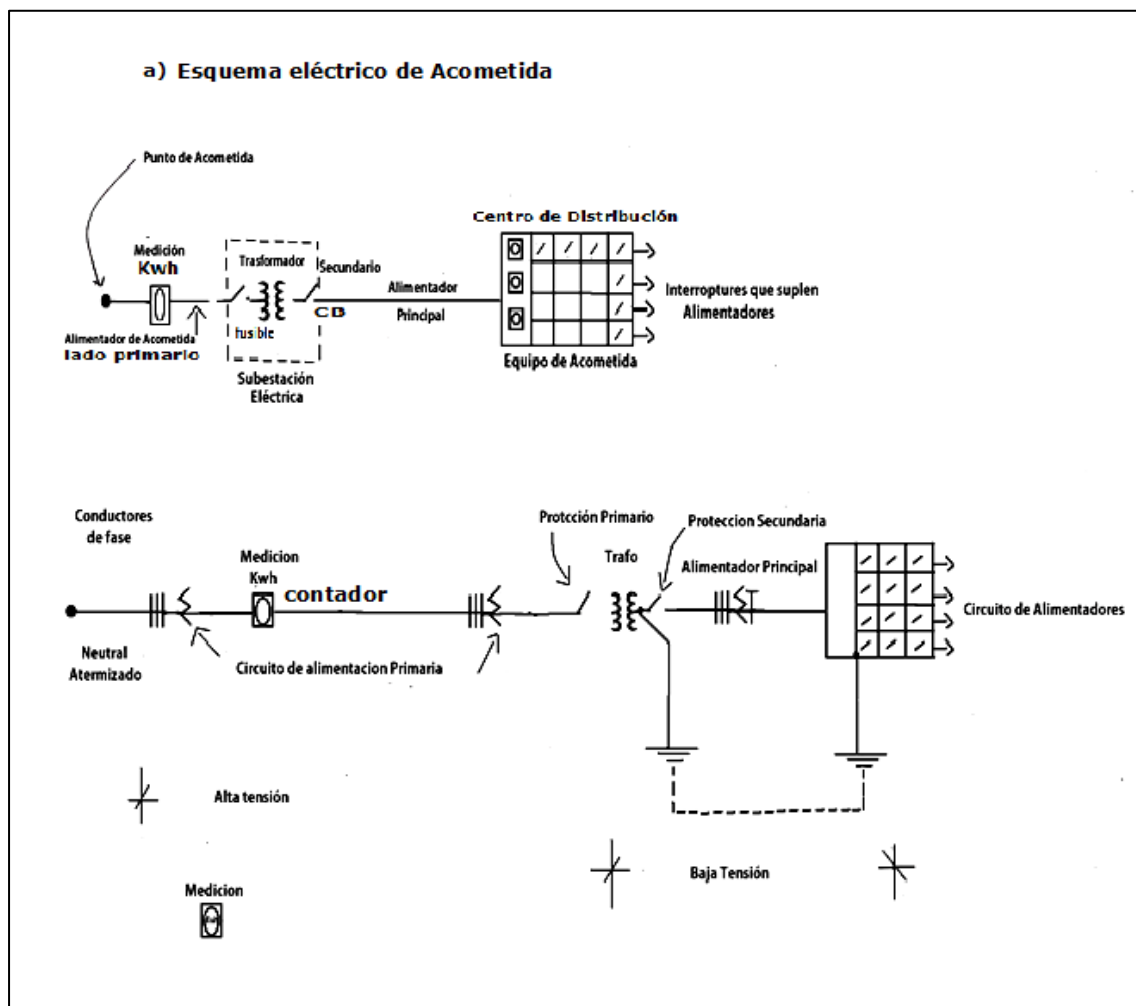 a) Esquema eléctrico de Acometida
Punto de Acometida
Centro de Distribución
Medición
Kwh
Trasformador
Secundario
Alimentador
Principal
CB
fusible
Alimentador de Acometida
lado primario
Interroptures que suplen
Alimentadores
Equipo de Acometida
Subestación
Eléctrica
Conductores
de fase
Protcción Primario
Proteccion Secundaria
Medicion
Kwh
contador
Trafo
Alimentador Principal
Circuito de Alimentadores
Neutral
Atermizado
Circuito de alimentacion Primaria
Alta tensión
Baja Tensión
Medicion